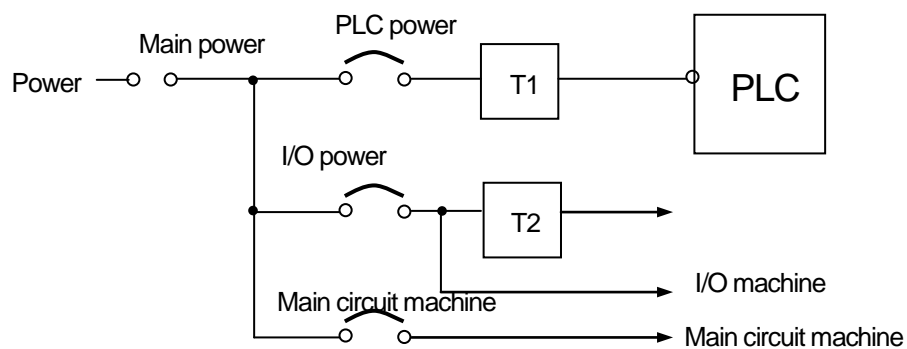 PLC power
Main power
Power
T1
PLC
I/O power
T2
I/O machine
Main circuit machine
Main circuit machine